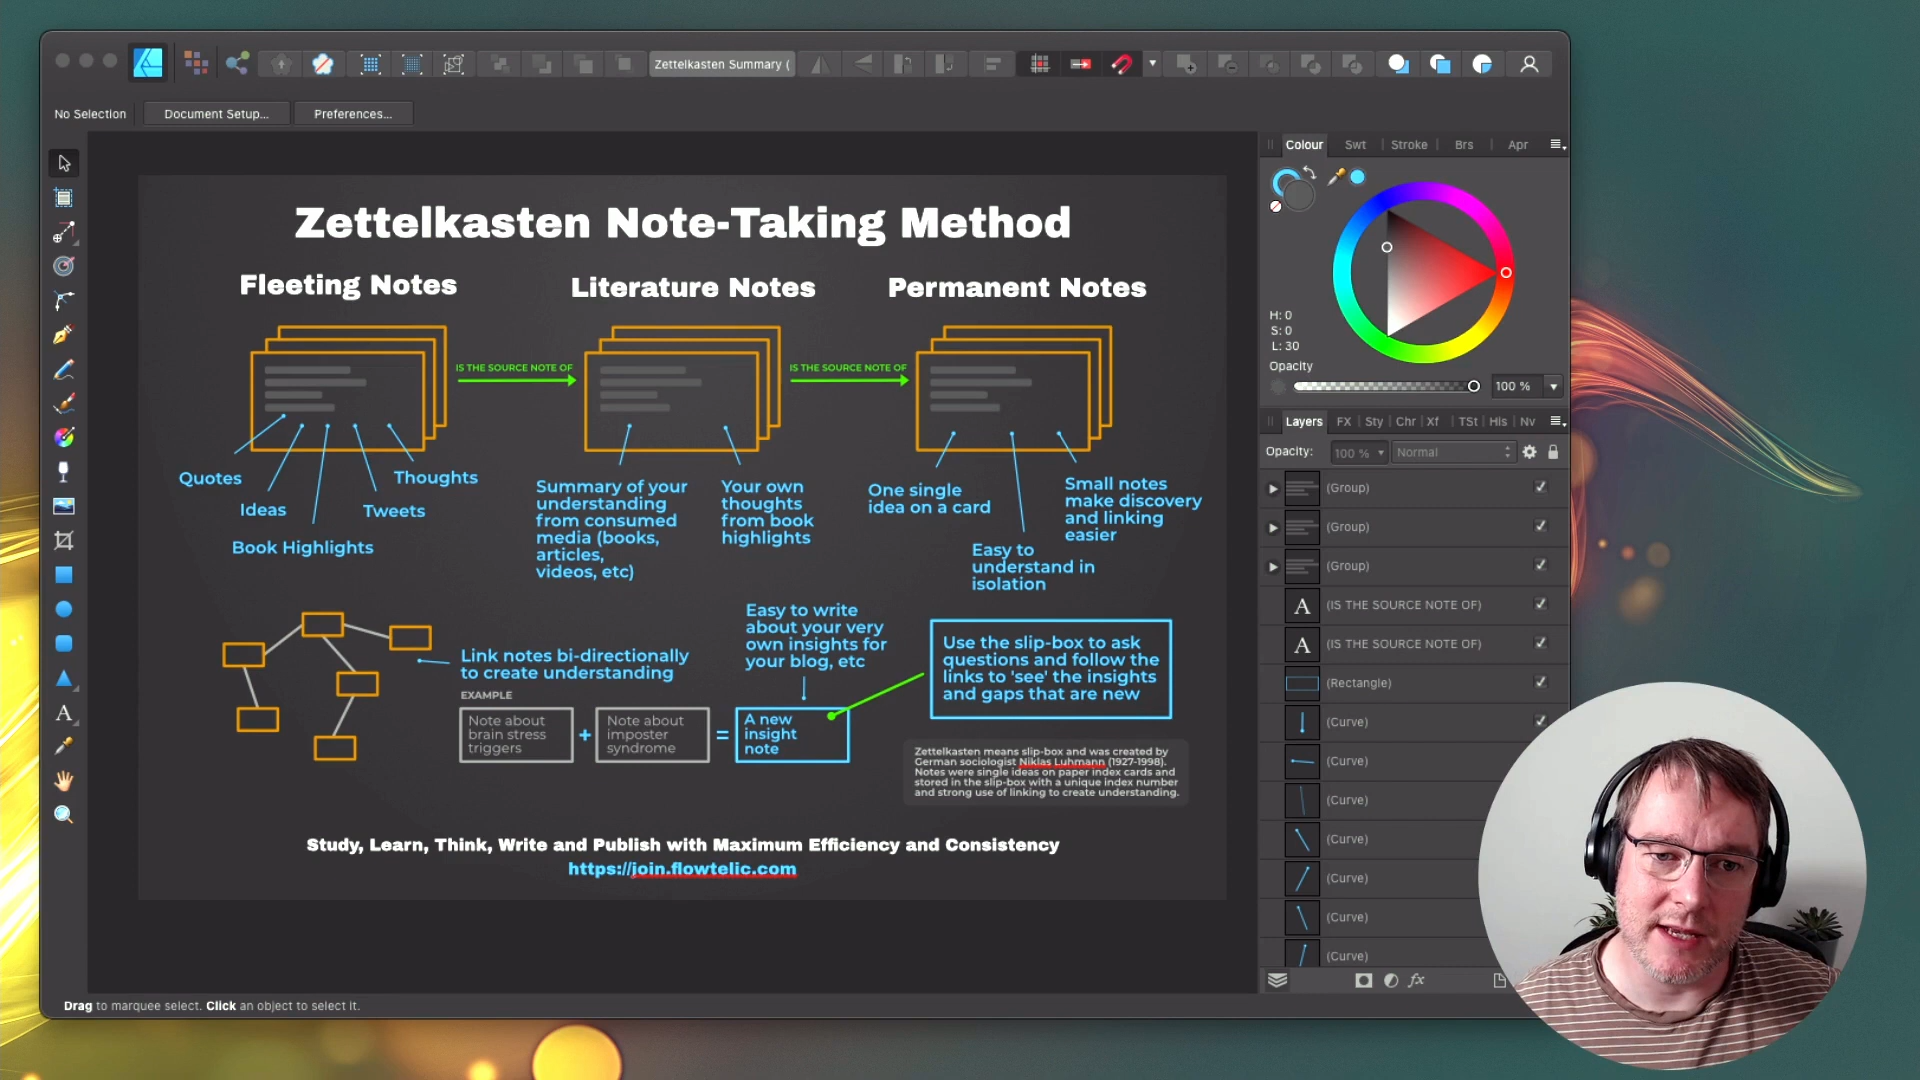 Zettelkasten Summary (
No Selection
Document Setup...
Preferences...
Zettelkasten Note-Taking Method
Fleeting Notes
Literature Notes
Permanent Notes
IS THE SOURCE NOTE OF
IS THE SOURCE NOTE OF
Quotes
Ideas
Book Highlights
Tweets
Thoughts
Summary of your
understanding
from consumed
media (books,
articles,
videos, etc)
Your own
thoughts
from book
highlights
One single
idea on a card
Easy to
understand in
isolation
Small notes
make discovery
and linking
easier
Link notes bi-directionally
to create understanding
EXAMPLE
Note about
brain stress
triggers
+
Note about
imposter
syndrome
=
A new
insight
note
Easy to write
about your very
own insights for
your blog, etc
Use the slip-box to ask
questions and follow the
links to 'see' the insights
and gaps that are new
Zettelkasten means slip-box and was created by
German sociologist Niklas Luhmann (1927-1998).
Notes were single ideas on paper index cards and
stored in the slip-box with a unique index number
and strong use of linking to create understanding.
Study, Learn, Think, Write and Publish with Maximum Efficiency and Consistency
https://join.flowtelic.com
Drag to marquee select. Click an object to select it.
Colour Swt Stroke Brs Apr
H: 0
S: 0
L: 30
Opacity
100 %
Layers FX Sty Chr Xf TSt His Nv
Opacity: 100 % Normal
(Group)
(Group)
(Group)
A (IS THE SOURCE NOTE OF)
A (IS THE SOURCE NOTE OF)
(Rectangle)
(Curve)
(Curve)
(Curve)
(Curve)
(Curve)
(Curve)
(Curve)
fx